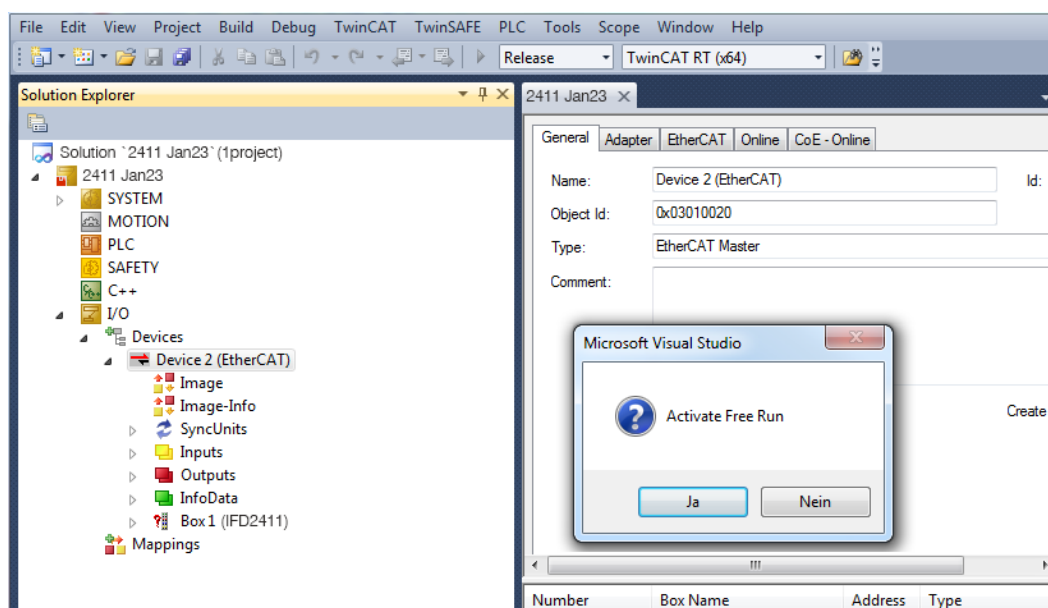 File Edit View Project Build Debug TwinCAT TwinSAFE PLC Tools Scope Window Help
Release TwinCAT RT (x64)
Solution Explorer
2411 Jan23
Solution `2411 Jan23`(1project)
2411 Jan23
SYSTEM
MOTION
PLC
SAFETY
C++
I/O
Devices
Device 2 (EtherCAT)
Image
Image-Info
SyncUnits
Inputs
Outputs
InfoData
Box 1 (IFD2411)
Mappings
General Adapter EtherCAT Online CoE - Online
Name: Device 2 (EtherCAT) Id:
Object Id: 0x03010020
Type: EtherCAT Master
Comment:
Microsoft Visual Studio
Activate Free Run
Ja Nein
Create
Number Box Name Address Type